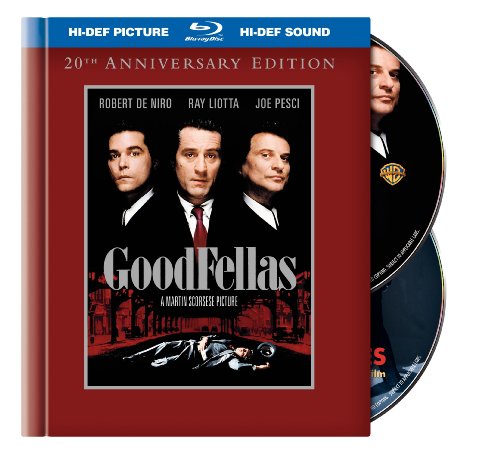 HI-DEF PICTURE Blu-ray Disc HI-DEF SOUND
20TH ANNIVERSARY EDITION
ROBERT DE NIRO RAY LIOTTA JOE PESCI
GOODFELLAS
A MARTIN SCORSESE PICTURE
WB